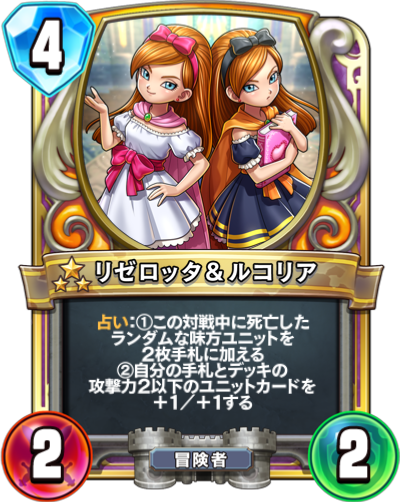 4
リゼロッタ&ルコリア
占い:①この対戦中に死亡した
ランダムな味方ユニットを
2枚手札に加える
②自分の手札とデッキの
攻撃力2以下のユニットカードを
+1/+1する
2
冒険者
2